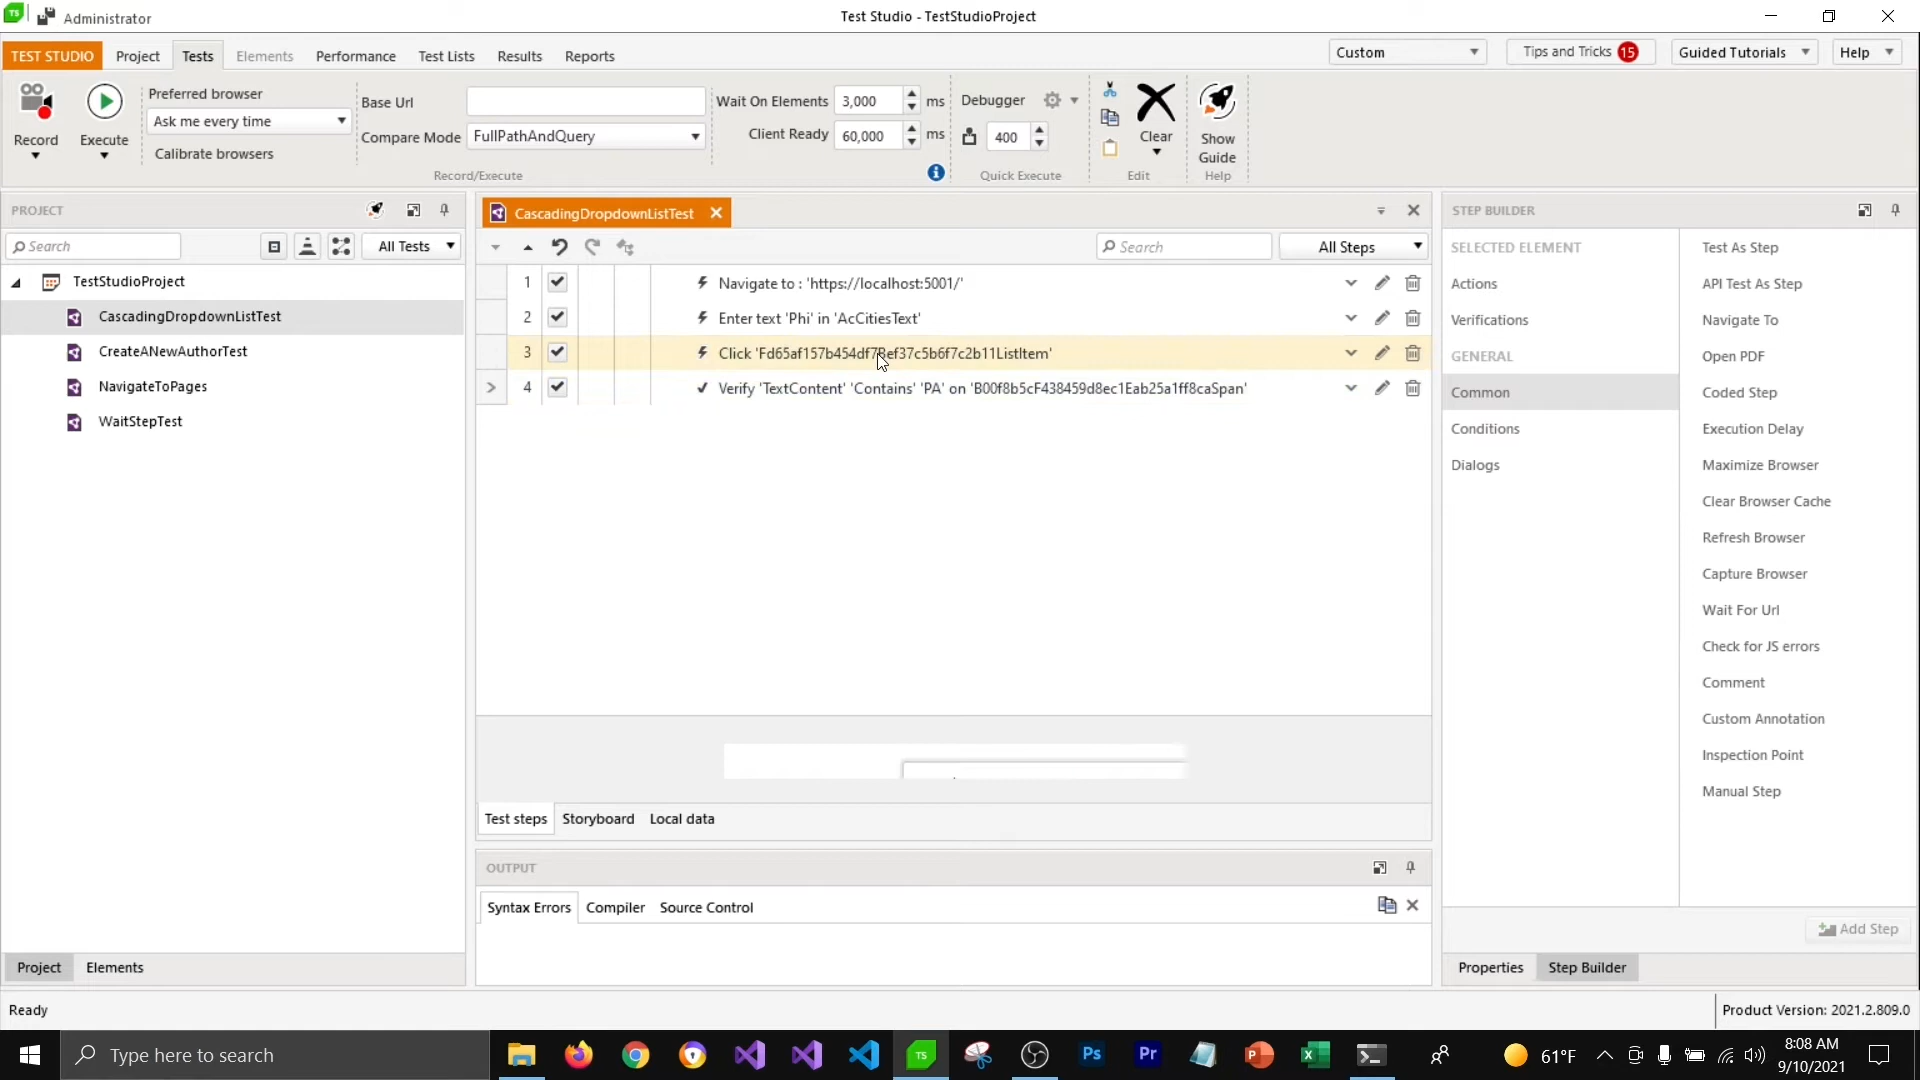 TS
Administrator
Test Studio - TestStudioProject
TEST STUDIO
Project
Tests
Elements
Performance
Test Lists
Results
Reports
Custom
Tips and Tricks 15
Guided Tutorials
Help
Record
Execute
Preferred browser
Ask me every time
Calibrate browsers
Base Url
Compare Mode FullPathAndQuery
Record/Execute
Wait On Elements 3,000 ms
Client Ready 60,000 ms
Debugger
400
Quick Execute
Clear
Edit
Show
Guide
Help
PROJECT
Search
All Tests
TestStudioProject
CascadingDropdownListTest
CreateANewAuthorTest
NavigateToPages
WaitStepTest
Project
Elements
CascadingDropdownListTest
Search
All Steps
1 Navigate to : 'https://localhost:5001/'
2 Enter text 'Phi' in 'AcCitiesText'
3 Click 'Fd65af157b454df78ef37c5b6f7c2b11ListItem'
4 Verify 'TextContent' 'Contains' 'PA' on 'B00f8b5cF438459d8ec1Eab25a1ff8caSpan'
Test steps
Storyboard
Local data
OUTPUT
Syntax Errors
Compiler
Source Control
STEP BUILDER
SELECTED ELEMENT
Actions
Verifications
GENERAL
Common
Conditions
Dialogs
Test As Step
API Test As Step
Navigate To
Open PDF
Coded Step
Execution Delay
Maximize Browser
Clear Browser Cache
Refresh Browser
Capture Browser
Wait For Url
Check for JS errors
Comment
Custom Annotation
Inspection Point
Manual Step
Add Step
Properties
Step Builder
Ready
Product Version: 2021.2.809.0
Type here to search
TS
Ps
Pr
61°F
8:08 AM
9/10/2021